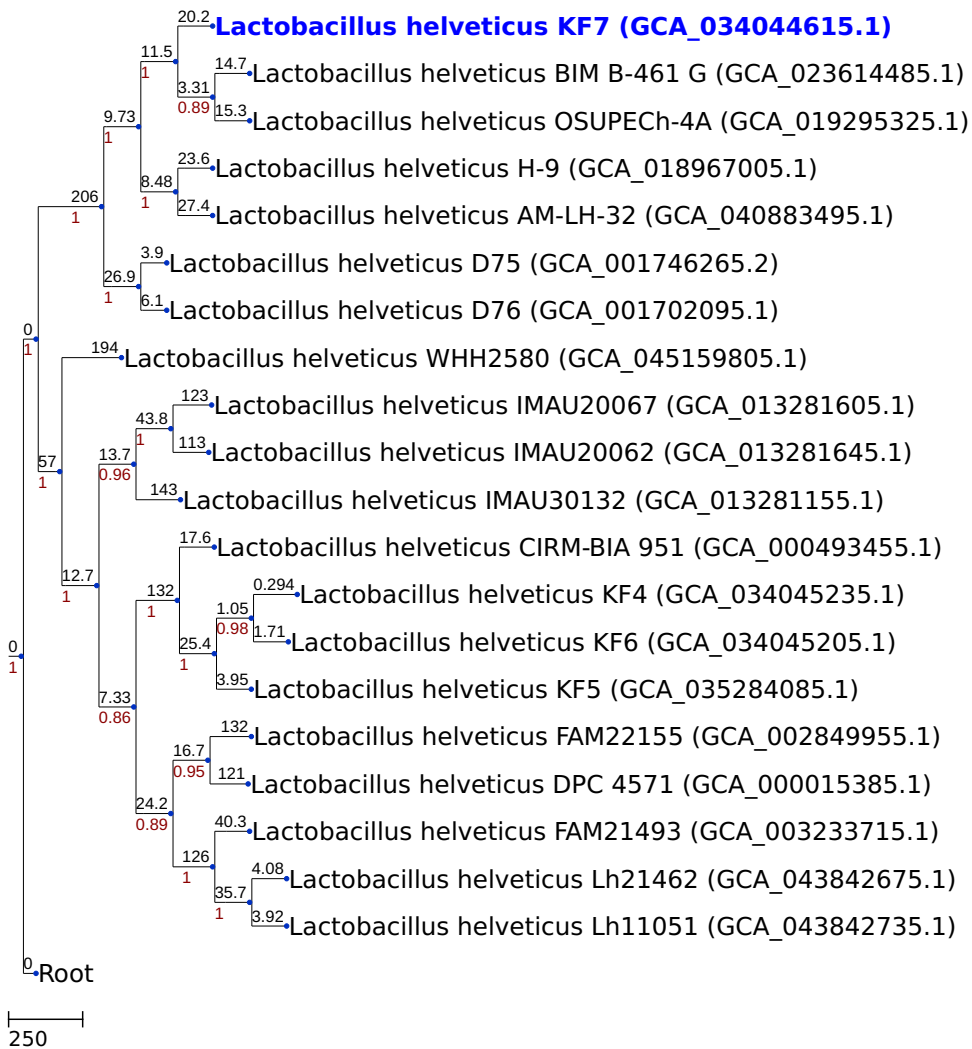 20.2
Lactobacillus helveticus KF7 (GCA_034044615.1)
11.5
1
14.7
Lactobacillus helveticus BIM B-461 G (GCA_023614485.1)
3.31
0.89
15.3
Lactobacillus helveticus OSUPECh-4A (GCA_019295325.1)
9.73
1
23.6
Lactobacillus helveticus H-9 (GCA_018967005.1)
8.48
1
27.4
Lactobacillus helveticus AM-LH-32 (GCA_040883495.1)
206
1
3.9
Lactobacillus helveticus D75 (GCA_001746265.2)
26.9
1
6.1
Lactobacillus helveticus D76 (GCA_001702095.1)
0
1
194
Lactobacillus helveticus WHH2580 (GCA_045159805.1)
123
Lactobacillus helveticus IMAU20067 (GCA_013281605.1)
43.8
1
113
Lactobacillus helveticus IMAU20062 (GCA_013281645.1)
57
1
13.7
0.96
143
Lactobacillus helveticus IMAU30132 (GCA_013281155.1)
17.6
Lactobacillus helveticus CIRM-BIA 951 (GCA_000493455.1)
12.7
1
132
1
0.294
Lactobacillus helveticus KF4 (GCA_034045235.1)
1.05
0.98
1.71
Lactobacillus helveticus KF6 (GCA_034045205.1)
0
1
25.4
1
3.95
Lactobacillus helveticus KF5 (GCA_035284085.1)
7.33
0.86
132
Lactobacillus helveticus FAM22155 (GCA_002849955.1)
16.7
0.95
121
Lactobacillus helveticus DPC 4571 (GCA_000015385.1)
24.2
0.89
40.3
Lactobacillus helveticus FAM21493 (GCA_003233715.1)
126
1
4.08
Lactobacillus helveticus Lh21462 (GCA_043842675.1)
35.7
1
3.92
Lactobacillus helveticus Lh11051 (GCA_043842735.1)
0
Root
250